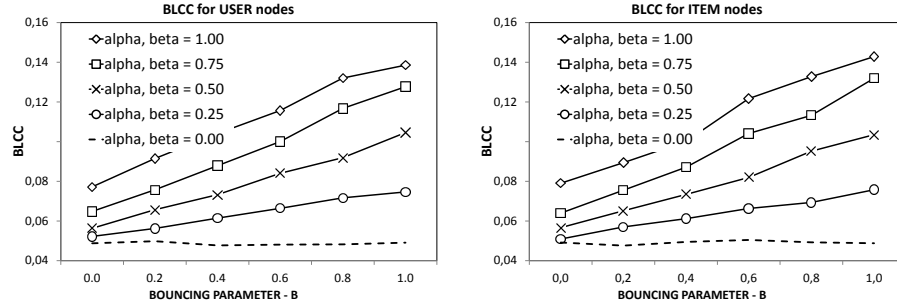 BLCC for USER nodes
0,16
0,14
0,12
0,10
0,08
0,06
0,04
BLCC
alpha, beta = 1.00
alpha, beta = 0.75
alpha, beta = 0.50
alpha, beta = 0.25
alpha, beta = 0.00
0.0 0.2 0.4 0.6 0.8 1.0
BOUNCING PARAMETER - B
BLCC for ITEM nodes
0,16
0,14
0,12
0,10
0,08
0,06
0,04
BLCC
alpha, beta = 1.00
alpha, beta = 0.75
alpha, beta = 0.50
alpha, beta = 0.25
alpha, beta = 0.00
0,0 0,2 0,4 0,6 0,8 1,0
BOUNCING PARAMETER - B